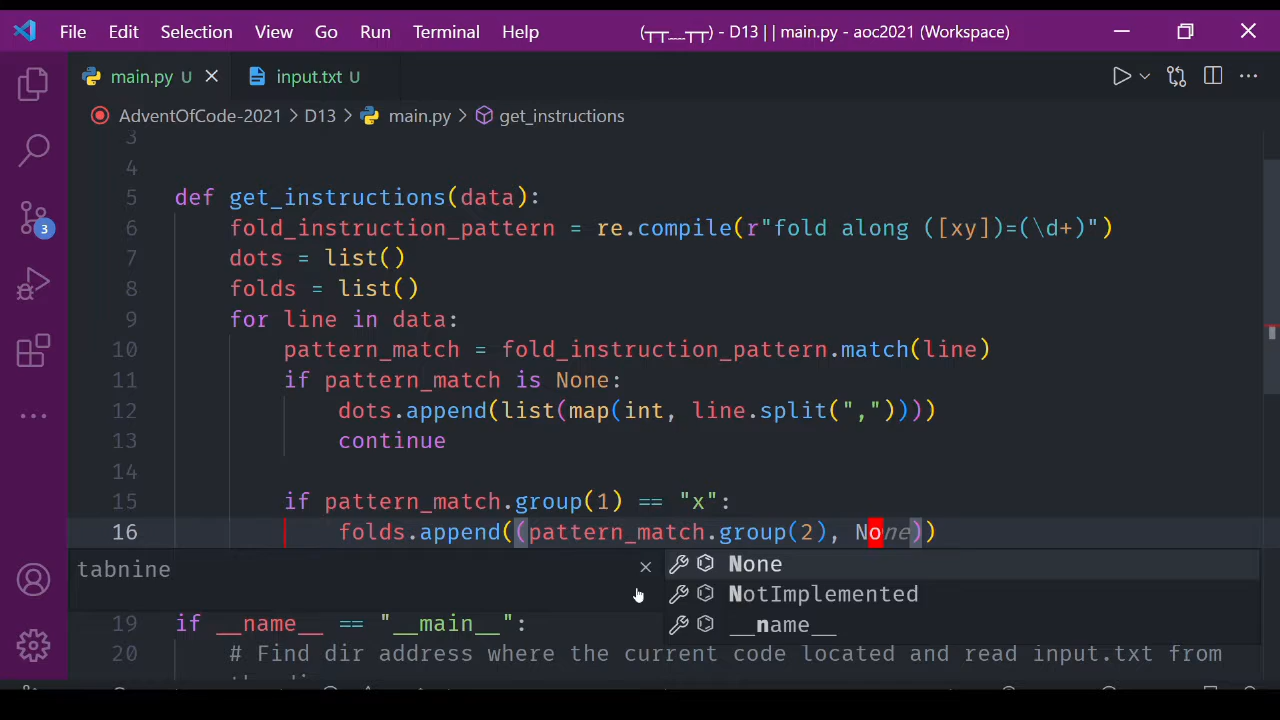 File Edit Selection View Go Run Terminal Help (┬┬__┬┬) - D13 | | main.py - aoc2021 (Workspace)
main.py U input.txt U
AdventOfCode-2021 > D13 > main.py > get_instructions
3
4
5 def get_instructions(data):
6 fold_instruction_pattern = re.compile(r"fold along ([xy])=(\d+)")
7 dots = list()
8 folds = list()
9 for line in data:
10 pattern_match = fold_instruction_pattern.match(line)
11 if pattern_match is None:
12 dots.append(list(map(int, line.split(","))))
13 continue
14
15 if pattern_match.group(1) == "x":
16 folds.append((pattern_match.group(2), None))
tabnine
None
NotImplemented
__name__
19 if __name__ == "__main__":
20 # Find dir address where the current code located and read input.txt from
3